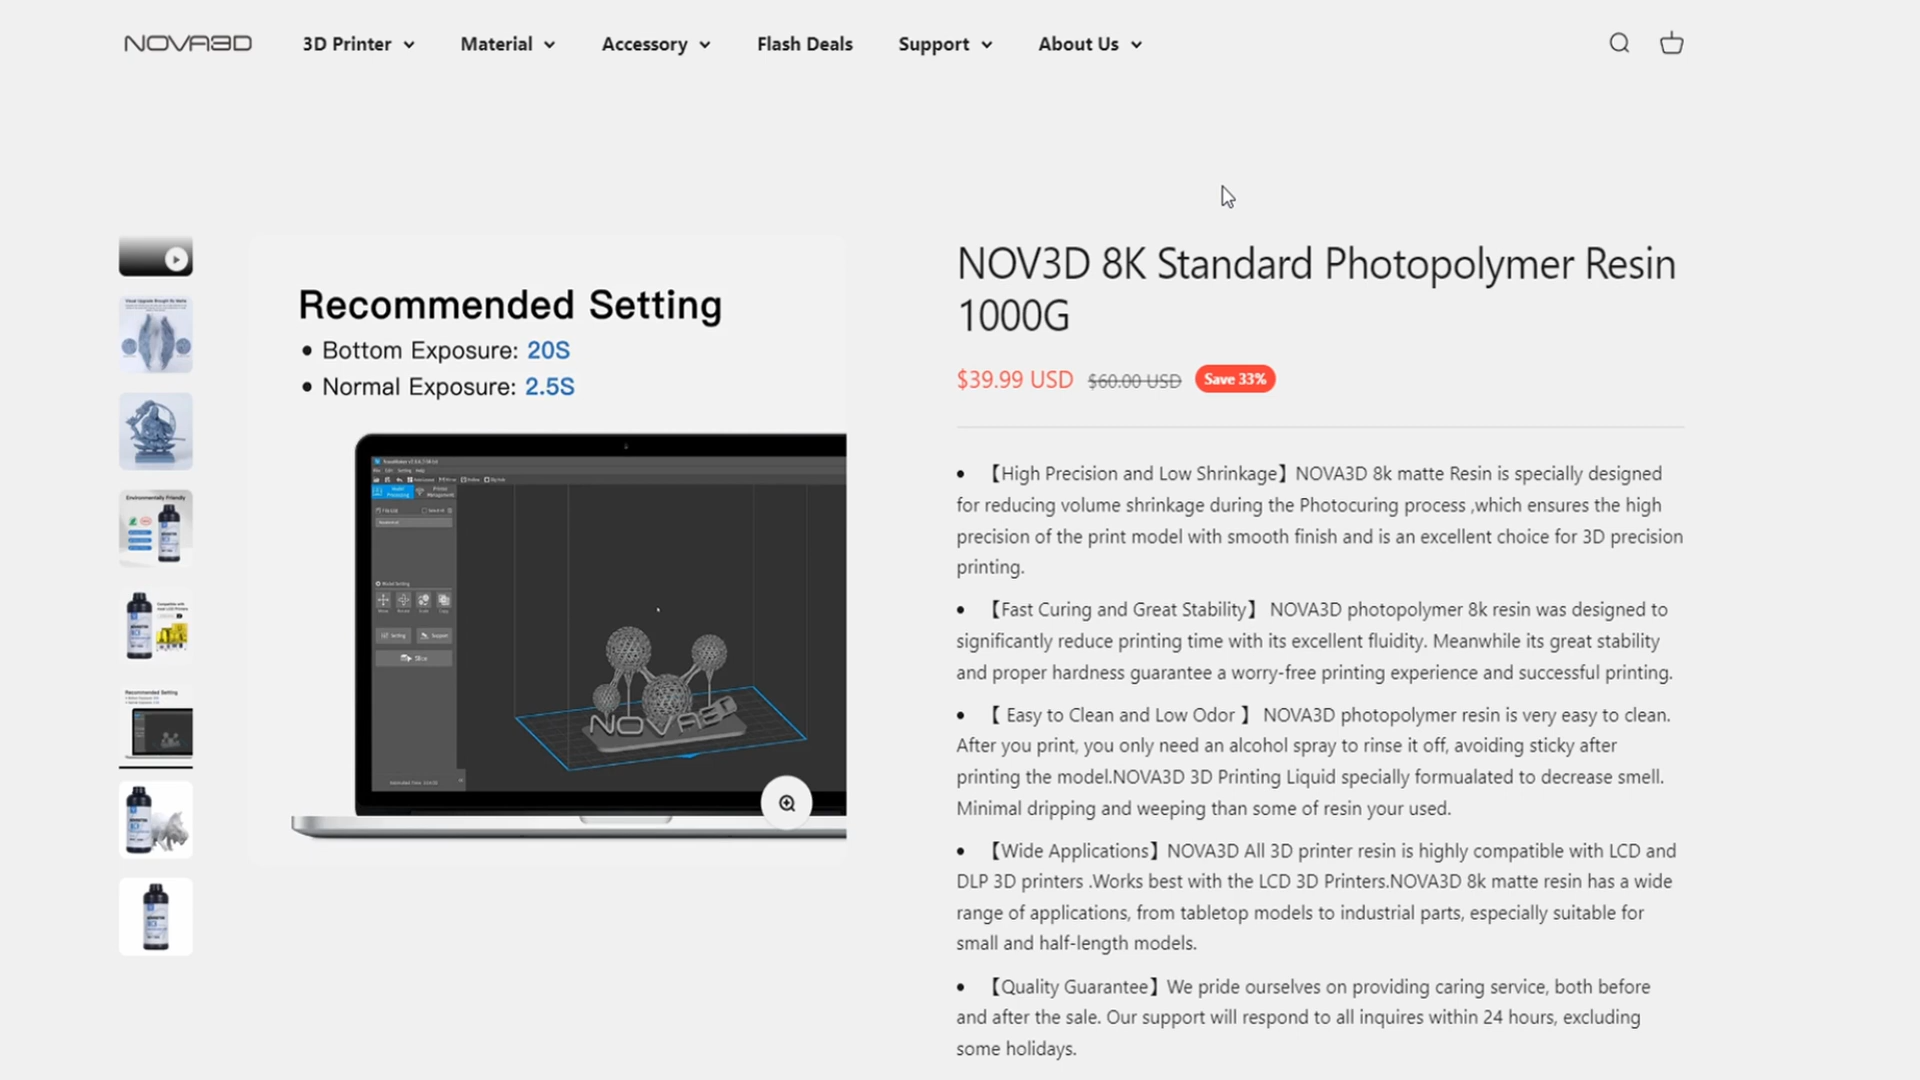 NOVA3D
3D Printer
Material
Accessory
Flash Deals
Support
About Us
Environmentally Friendly
Recommended Setting
Recommended Setting
• Bottom Exposure: 20S
• Normal Exposure: 2.5S
Slice
NOVA3D
NOV3D 8K Standard Photopolymer Resin
1000G
$39.99 USD $60.00 USD Save 33%
• 【High Precision and Low Shrinkage】NOVA3D 8k matte Resin is specially designed
for reducing volume shrinkage during the Photocuring process ,which ensures the high
precision of the print model with smooth finish and is an excellent choice for 3D precision
printing.
• 【Fast Curing and Great Stability】 NOVA3D photopolymer 8k resin was designed to
significantly reduce printing time with its excellent fluidity. Meanwhile its great stability
and proper hardness guarantee a worry-free printing experience and successful printing.
• 【 Easy to Clean and Low Odor 】 NOVA3D photopolymer resin is very easy to clean.
After you print, you only need an alcohol spray to rinse it off, avoiding sticky after
printing the model.NOVA3D 3D Printing Liquid specially formualated to decrease smell.
Minimal dripping and weeping than some of resin your used.
• 【Wide Applications】NOVA3D All 3D printer resin is highly compatible with LCD and
DLP 3D printers .Works best with the LCD 3D Printers.NOVA3D 8k matte resin has a wide
range of applications, from tabletop models to industrial parts, especially suitable for
small and half-length models.
• 【Quality Guarantee】We pride ourselves on providing caring service, both before
and after the sale. Our support will respond to all inquires within 24 hours, excluding
some holidays.